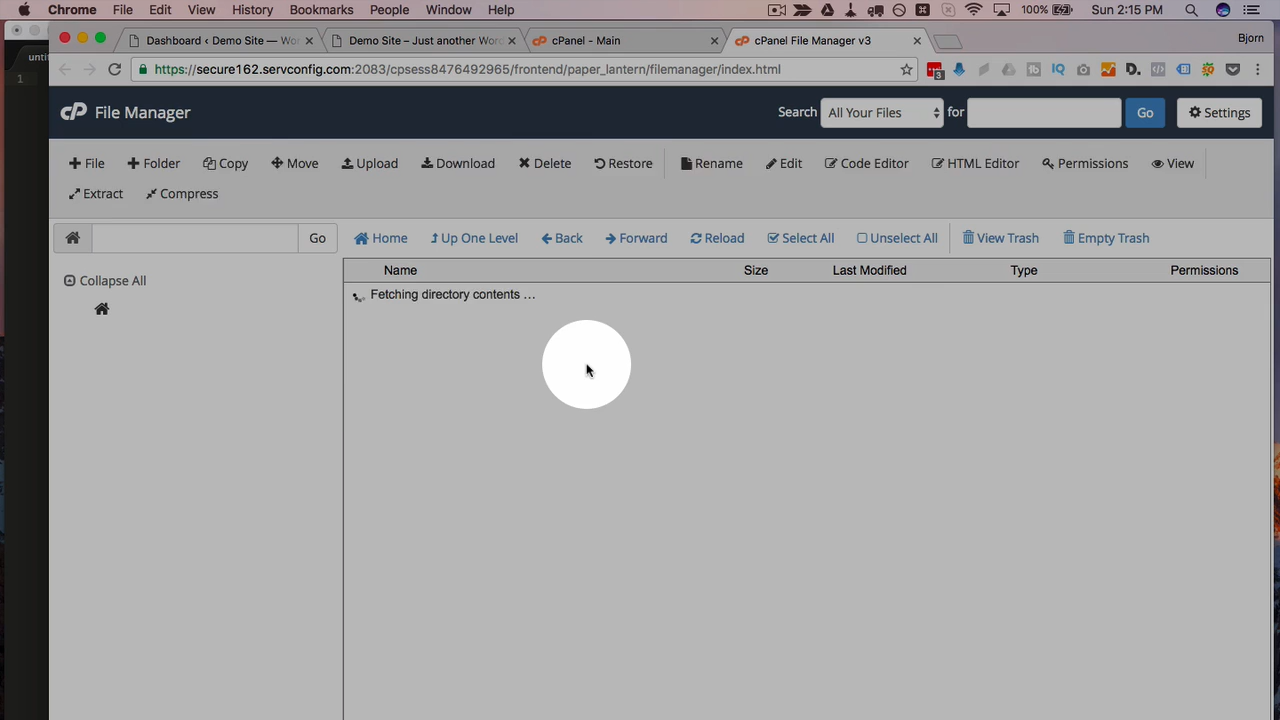 Chrome File Edit View History Bookmarks People Window Help 100% Sun 2:15 PM
Dashboard ‹ Demo Site — Wor Demo Site – Just another Word cPanel - Main cPanel File Manager v3 Bjorn
untit
https://secure162.servconfig.com:2083/cpsess8476492965/frontend/paper_lantern/filemanager/index.html
3
1
cP File Manager Search All Your Files for Go Settings
File Folder Copy Move Upload Download Delete Restore Rename Edit Code Editor HTML Editor Permissions View
Extract Compress
Go Home Up One Level Back Forward Reload Select All Unselect All View Trash Empty Trash
Name Size Last Modified Type Permissions
Collapse All
Fetching directory contents …